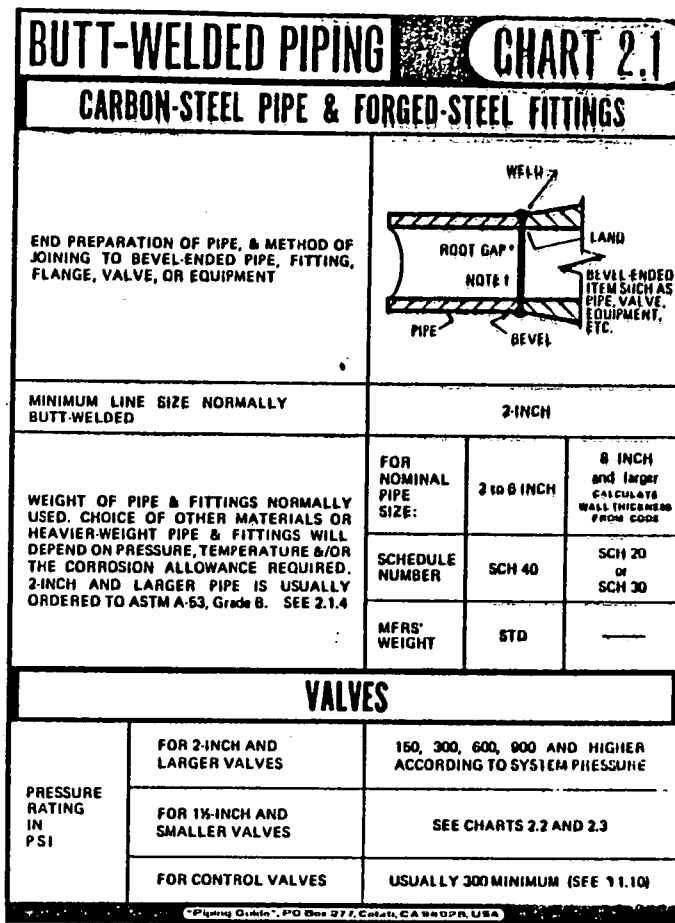 BUTT-WELDED PIPING
CHART 2.1
CARBON-STEEL PIPE & FORGED-STEEL FITTINGS
END PREPARATION OF PIPE, & METHOD OF
JOINING TO BEVEL-ENDED PIPE, FITTING,
FLANGE, VALVE, OR EQUIPMENT
WELD
ROOT GAP*
LAND
NOTE †
BEVEL-ENDED
ITEM SUCH AS
PIPE, VALVE,
EQUIPMENT,
ETC.
PIPE
BEVEL
MINIMUM LINE SIZE NORMALLY
BUTT-WELDED
2-INCH
WEIGHT OF PIPE & FITTINGS NORMALLY
USED. CHOICE OF OTHER MATERIALS OR
HEAVIER-WEIGHT PIPE & FITTINGS WILL
DEPEND ON PRESSURE, TEMPERATURE &/OR
THE CORROSION ALLOWANCE REQUIRED.
2-INCH AND LARGER PIPE IS USUALLY
ORDERED TO ASTM A-53, Grade B. SEE 2.1.4
FOR
NOMINAL
PIPE
SIZE:
2 to 6 INCH
8 INCH
and larger
CALCULATE
WALL THICKNESS
FROM CODE
SCHEDULE
NUMBER
SCH 40
SCH 20
or
SCH 30
MFRS'
WEIGHT
STD
VALVES
PRESSURE
RATING
IN
PSI
FOR 2-INCH AND
LARGER VALVES
150, 300, 600, 900 AND HIGHER
ACCORDING TO SYSTEM PRESSURE
FOR 1½-INCH AND
SMALLER VALVES
SEE CHARTS 2.2 AND 2.3
FOR CONTROL VALVES
USUALLY 300 MINIMUM (SEE 11.10)
"Piping Guide", PO Box 277, Cotati, CA 94928, USA